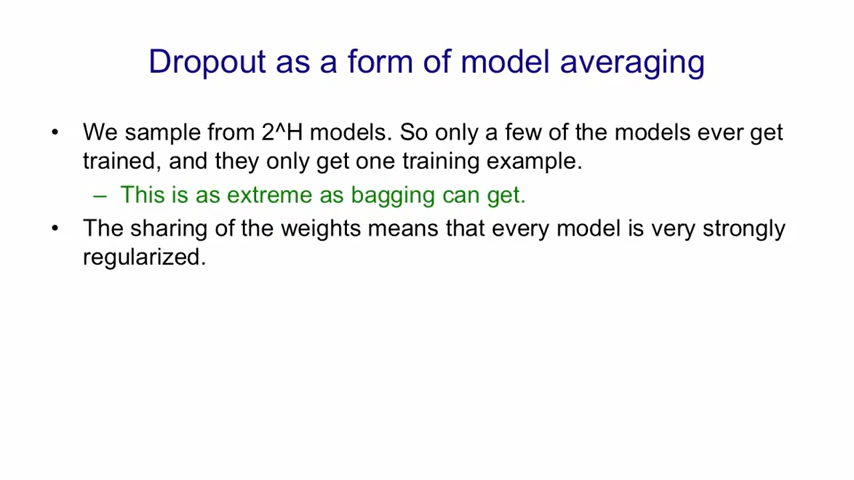 Dropout as a form of model averaging
• We sample from 2^H models. So only a few of the models ever get
trained, and they only get one training example.
– This is as extreme as bagging can get.
• The sharing of the weights means that every model is very strongly
regularized.